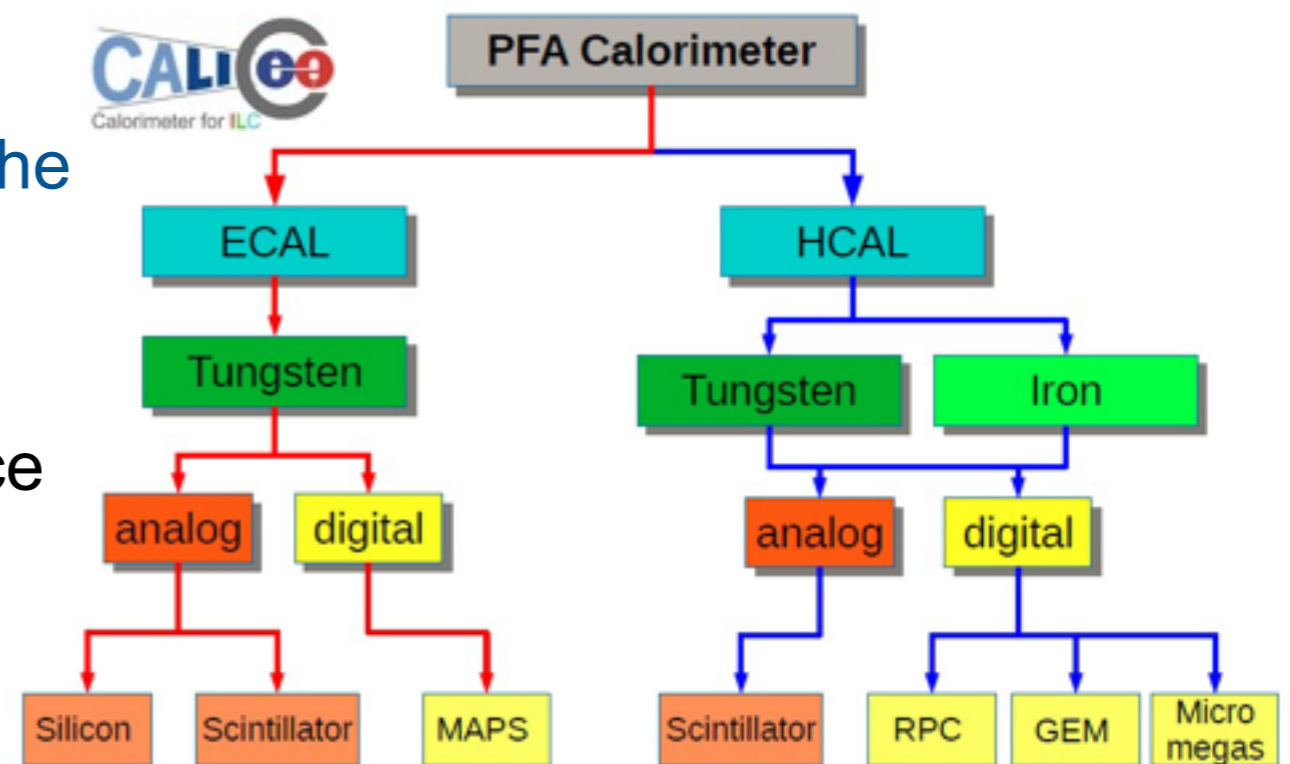 CALICE
Calorimeter for ILC
PFA Calorimeter
he
ECAL
HCAL
Tungsten
Tungsten
Iron
ce
analog
digital
analog
digital
Silicon
Scintillator
MAPS
Scintillator
RPC
GEM
Micro
megas